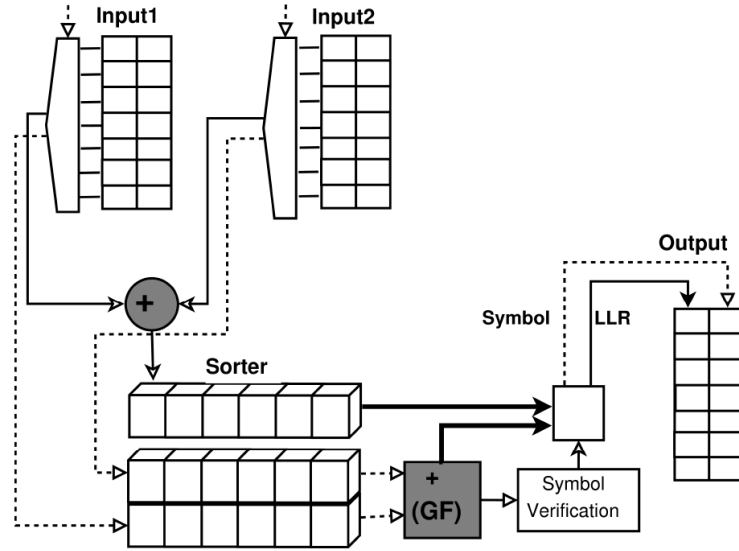 Input1
Input2
Output
+
Symbol
LLR
Sorter
+
(GF)
Symbol
Verification